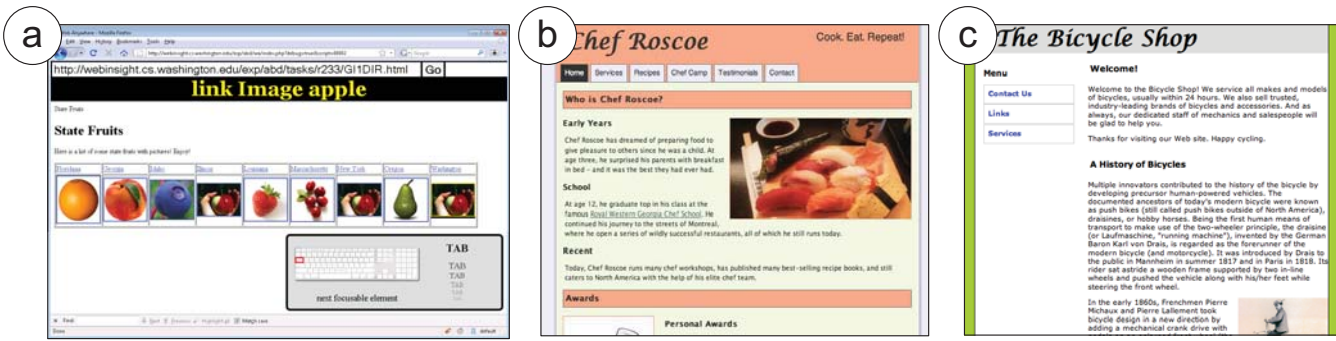 a
http://webinsight.cs.washington.edu/exp/abd/tasks/r233/GI1DIR.html Go
link Image apple
State Fruits
State Fruits
Here is a list of some state fruits with pictures! Enjoy!
Florida Georgia Idaho Illinois Louisiana Massachusetts New York Oregon Washington
TAB
TAB
TAB
TAB
TAB
next focusable element
Find:
Match case
Done
b
Chef Roscoe
Cook. Eat. Repeat!
Home Services Recipes Chef Camp Testimonials Contact
Who is Chef Roscoe?
Early Years
Chef Roscoe has dreamed of preparing food to
give pleasure to others since he was a child. At
age three, he surprised his parents with breakfast
in bed – and it was the best they had ever had.
School
At age 12, he graduate top in his class at the
famous Royal Western Georgia Chef School. He
continued his journey to the streets of Montreal,
where he open a series of wildly successful restaurants, all of which he still runs today.
Recent
Today, Chef Roscoe runs many chef workshops, has published many best-selling recipe books, and still
caters to North America with the help of his elite chef team.
Awards
Personal Awards
c
The Bicycle Shop
Menu
Contact Us
Links
Services
Welcome!
Welcome to the Bicycle Shop! We service all makes and models
of bicycles, usually within 24 hours. We also sell trusted,
industry-leading brands of bicycles and accessories. And as
always, our dedicated staff of mechanics and salespeople will
be glad to help you.
Thanks for visiting our Web site. Happy cycling.
A History of Bicycles
Multiple innovators contributed to the history of the bicycle by
developing precursor human-powered vehicles. The
documented ancestors of today's modern bicycle were known
as push bikes (still called push bikes outside of North America),
draisines, or hobby horses. Being the first human means of
transport to make use of the two-wheeler principle, the draisine
(or Laufmaschine, "running machine"), invented by the German
Baron Karl von Drais, is regarded as the forerunner of the
modern bicycle (and motorcycle). It was introduced by Drais to
the public in Mannheim in summer 1817 and in Paris in 1818. Its
rider sat astride a wooden frame supported by two in-line
wheels and pushed the vehicle along with his/her feet while
steering the front wheel.
In the early 1860s, Frenchmen Pierre
Michaux and Pierre Lallement took
bicycle design in a new direction by
adding a mechanical crank drive with